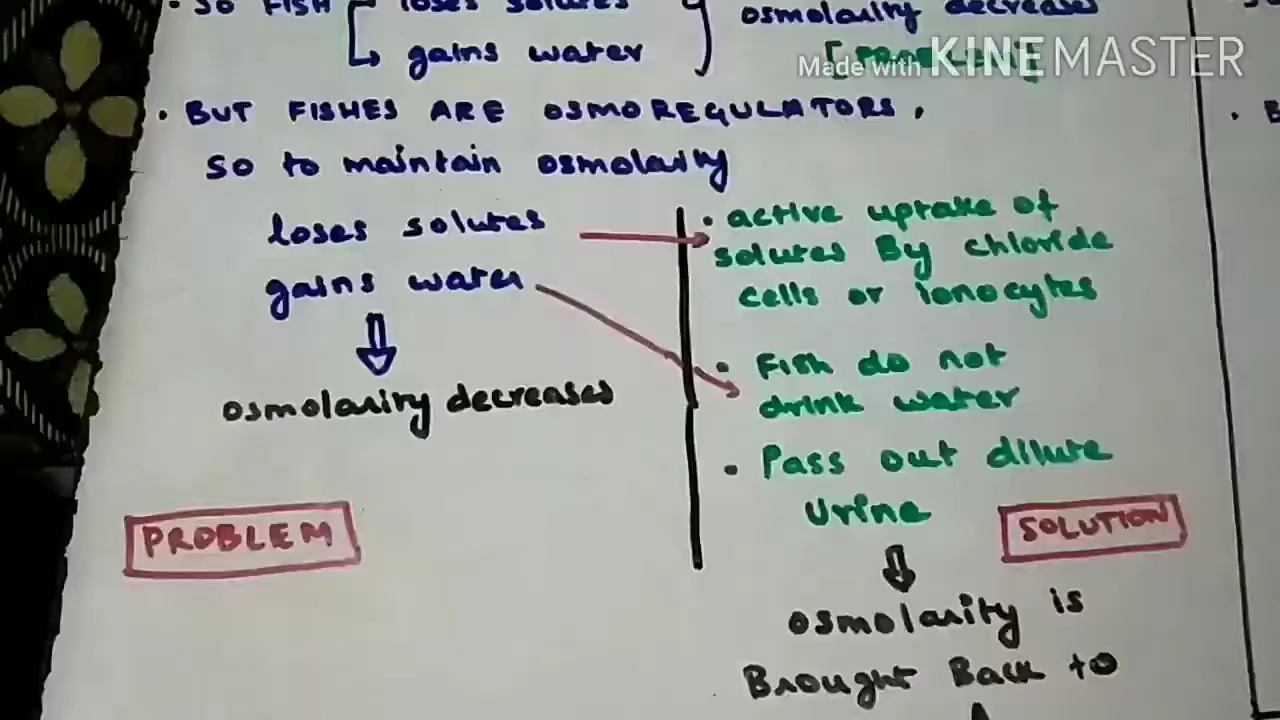 • SO FISH loses solutes osmolarity decreases
gains water
Made with KINEMASTER
• BUT FISHES ARE OSMOREGULATORS,
so to maintain osmolarity
loses solutes
gains water
osmolarity decreases
PROBLEM
• active uptake of
solutes By chloride
cells or ionocytes
• Fish do not
drink water
• Pass out dilute
Urine
SOLUTION
osmolarity is
Brought Back to
• B